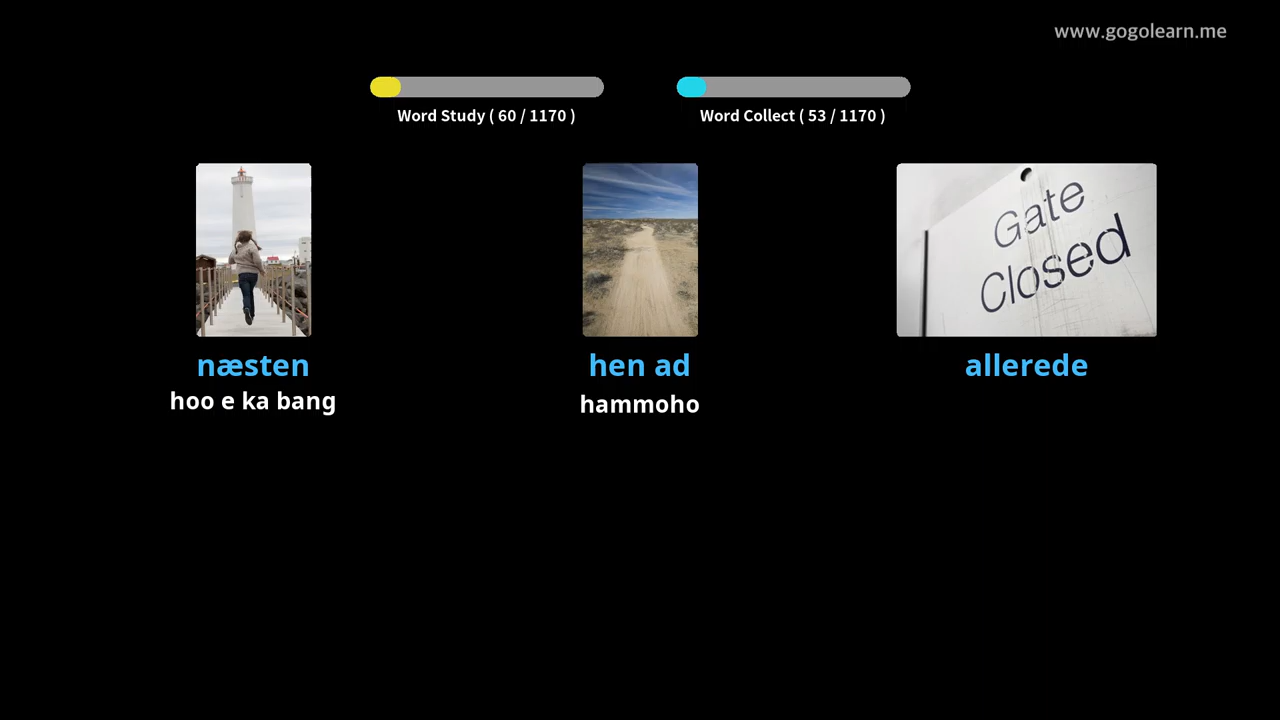 www.gogolearn.me
Word Study ( 60 / 1170 )
Word Collect ( 53 / 1170 )
Gate
Closed
næsten
hen ad
allerede
hoo e ka bang
hammoho